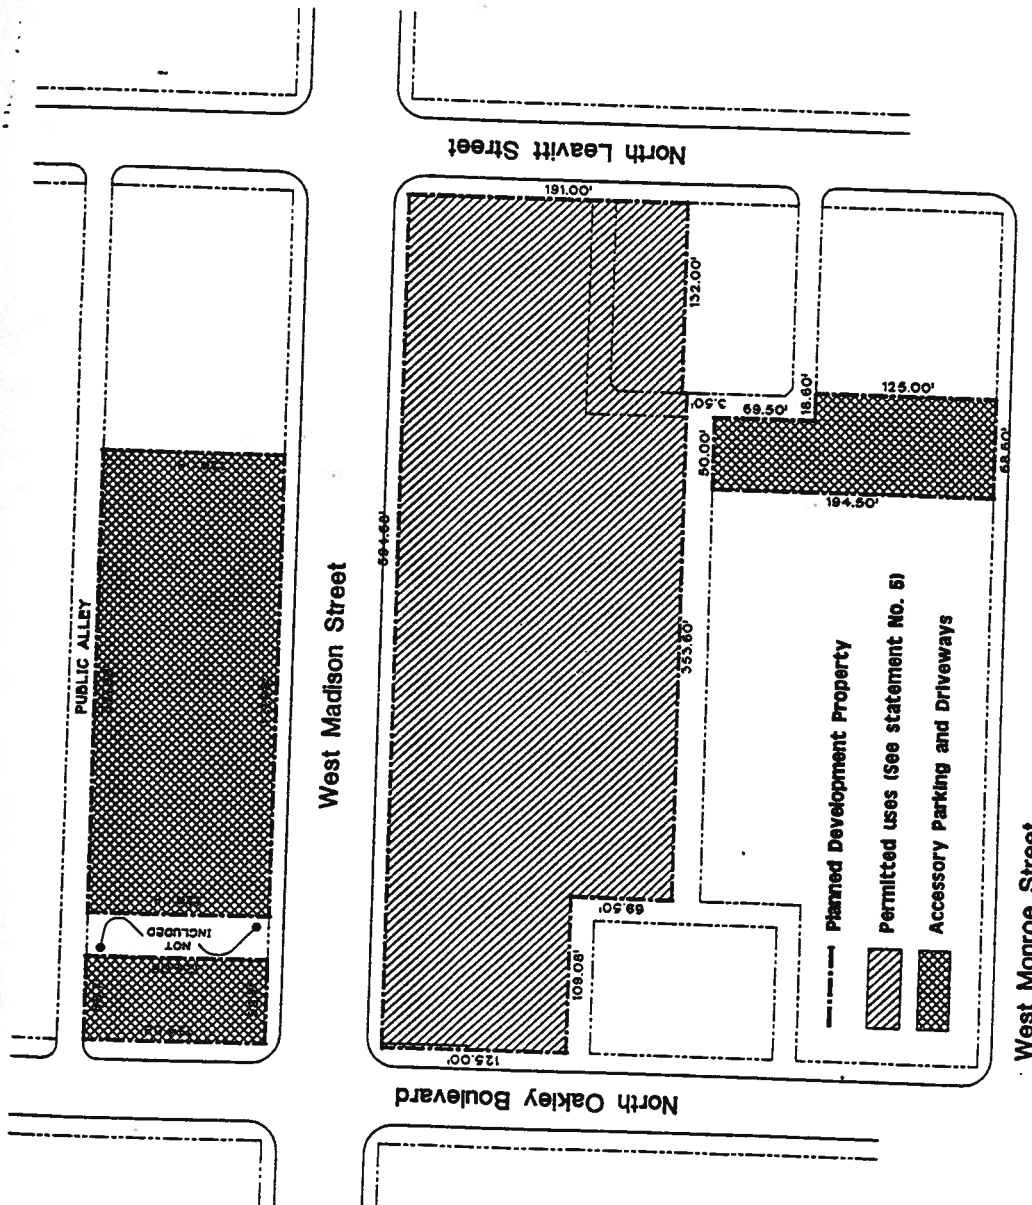 North Leavitt Street
191.00'
132.00'
3.50'
69.50'
18.60'
125.00'
50.00'
68.60'
194.50'
594.68'
353.60'
PUBLIC ALLEY
West Madison Street
NOT
INCLUDED
69.50'
109.08'
125.00'
North Oakley Boulevard
Planned Development Property
Permitted uses (See statement No. 5)
Accessory Parking and Driveways
West Monroe Street